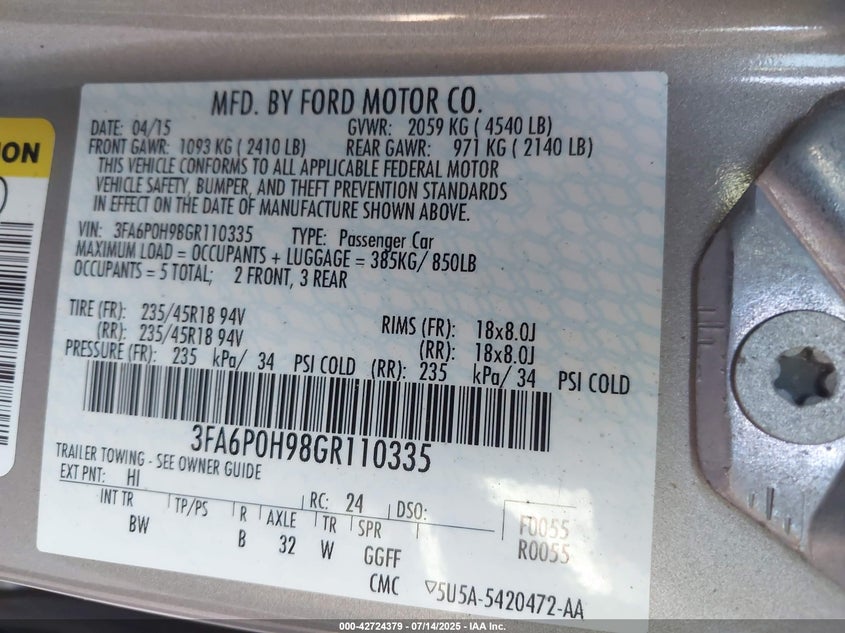 MFD. BY FORD MOTOR CO.
DATE: 04/15 GVWR: 2059 KG ( 4540 LB)
FRONT GAWR: 1093 KG ( 2410 LB) REAR GAWR: 971 KG ( 2140 LB)
THIS VEHICLE CONFORMS TO ALL APPLICABLE FEDERAL MOTOR
VEHICLE SAFETY, BUMPER, AND THEFT PREVENTION STANDARDS
IN EFFECT ON THE DATE OF MANUFACTURE SHOWN ABOVE.
VIN: 3FA6P0H98GR110335 TYPE: Passenger Car
MAXIMUM LOAD = OCCUPANTS + LUGGAGE = 385KG/ 850LB
OCCUPANTS = 5 TOTAL; 2 FRONT, 3 REAR
TIRE (FR): 235/45R18 94V RIMS (FR): 18x8.0J
(RR): 235/45R18 94V (RR): 18x8.0J
PRESSURE (FR): 235 kPa/ 34 PSI COLD (RR): 235 kPa/ 34 PSI COLD
3FA6P0H98GR110335
TRAILER TOWING - SEE OWNER GUIDE
EXT PNT: HI RC: 24 DSO:
INT TR TP/PS R AXLE TR SPR F0055
BW B 32 W GGFF R0055
CMC ▽5U5A-5420472-AA
ION
000-42724379 - 07/14/2025 - IAA Inc.